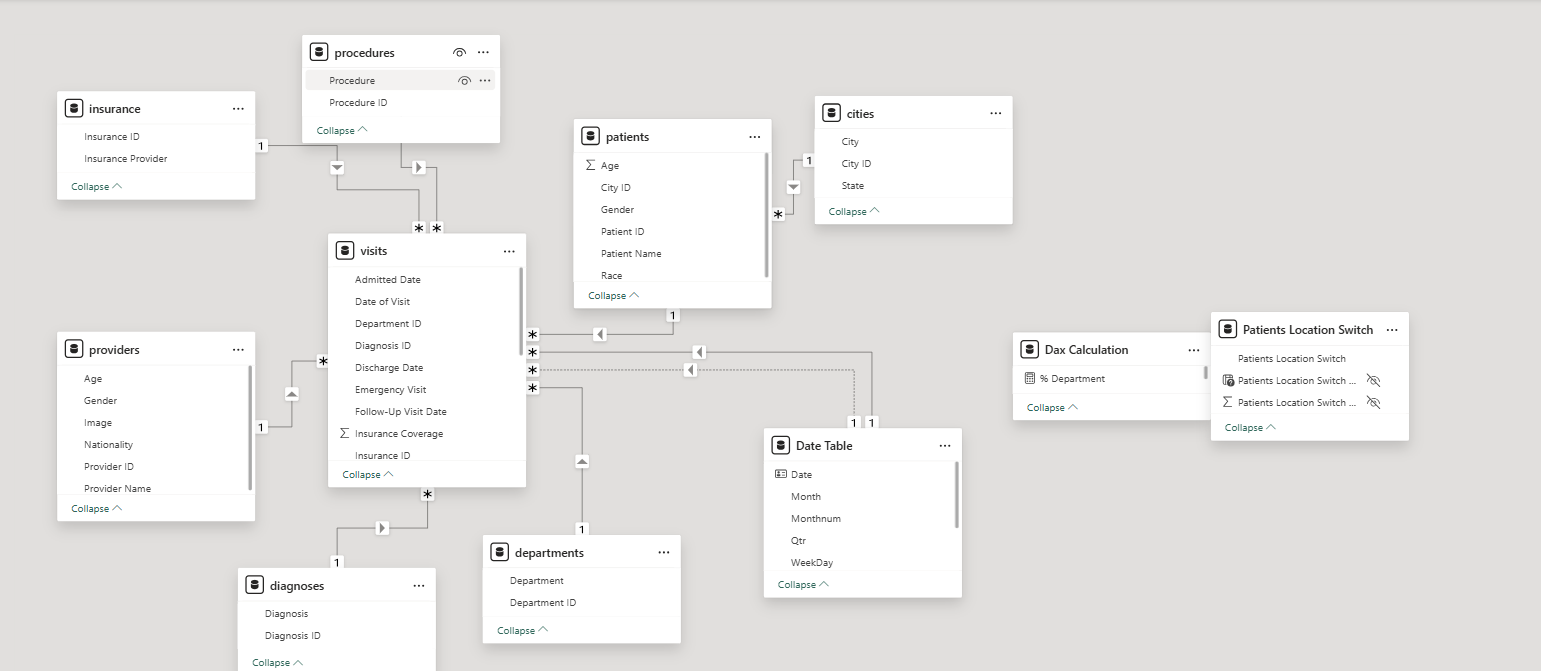 procedures
Procedure
Procedure ID
Collapse
insurance
Insurance ID
Insurance Provider
Collapse
1
patients
Age
City ID
Gender
Patient ID
Patient Name
Race
Collapse
1
cities
City
City ID
State
Collapse
1
*
*
*
visits
Admitted Date
Date of Visit
Department ID
Diagnosis ID
Discharge Date
Emergency Visit
Follow-Up Visit Date
Insurance Coverage
Insurance ID
Collapse
*
*
*
*
*
*
providers
Age
Gender
Image
Nationality
Provider ID
Provider Name
Collapse
1
Dax Calculation
% Department
Collapse
Patients Location Switch
Patients Location Switch
Patients Location Switch ...
Patients Location Switch ...
Collapse
1
1
Date Table
Date
Month
Monthnum
Qtr
WeekDay
Collapse
1
departments
Department
Department ID
Collapse
1
diagnoses
Diagnosis
Diagnosis ID
Collapse